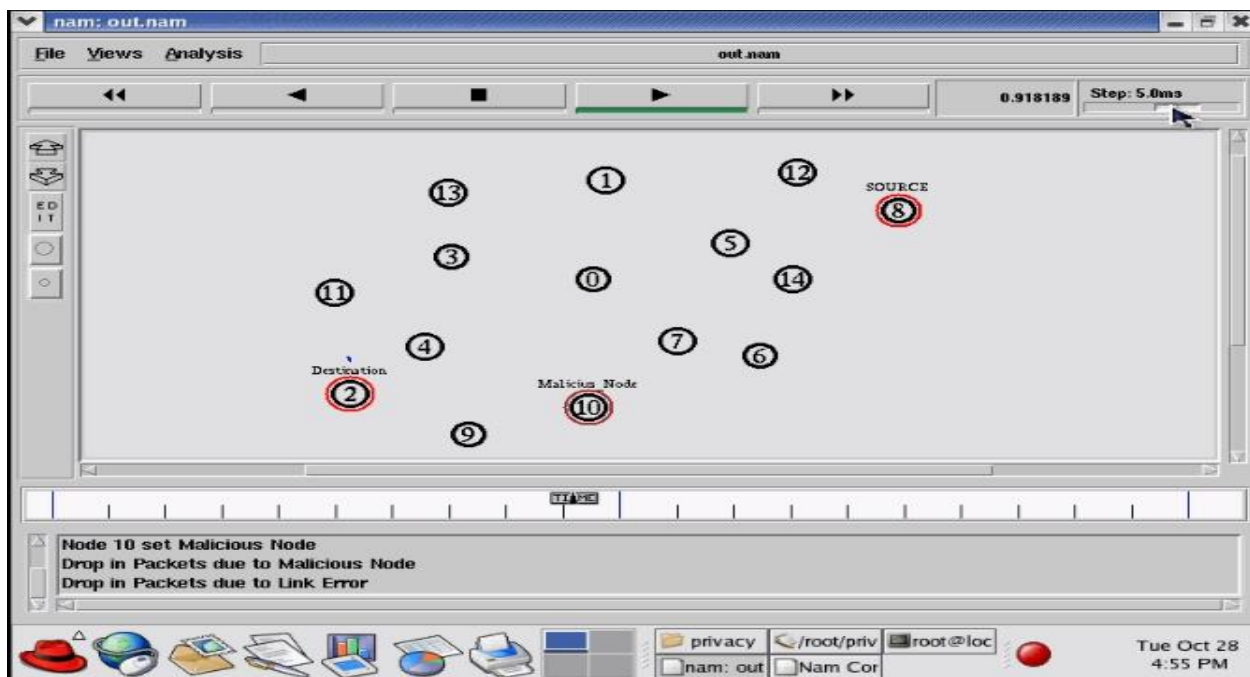 nam: out.nam
File Views Analysis out.nam
0.918189 Step: 5.0ms
E D
I T
13 1 12
SOURCE
8
5
3
0 14
11
7
4
6
Destination
2
Malicius_Node
10
9
TIME
Node 10 set Malicious Node
Drop in Packets due to Malicious Node
Drop in Packets due to Link Error
privacy /root/priv root@loc
nam: out Nam Cor
Tue Oct 28
4:55 PM